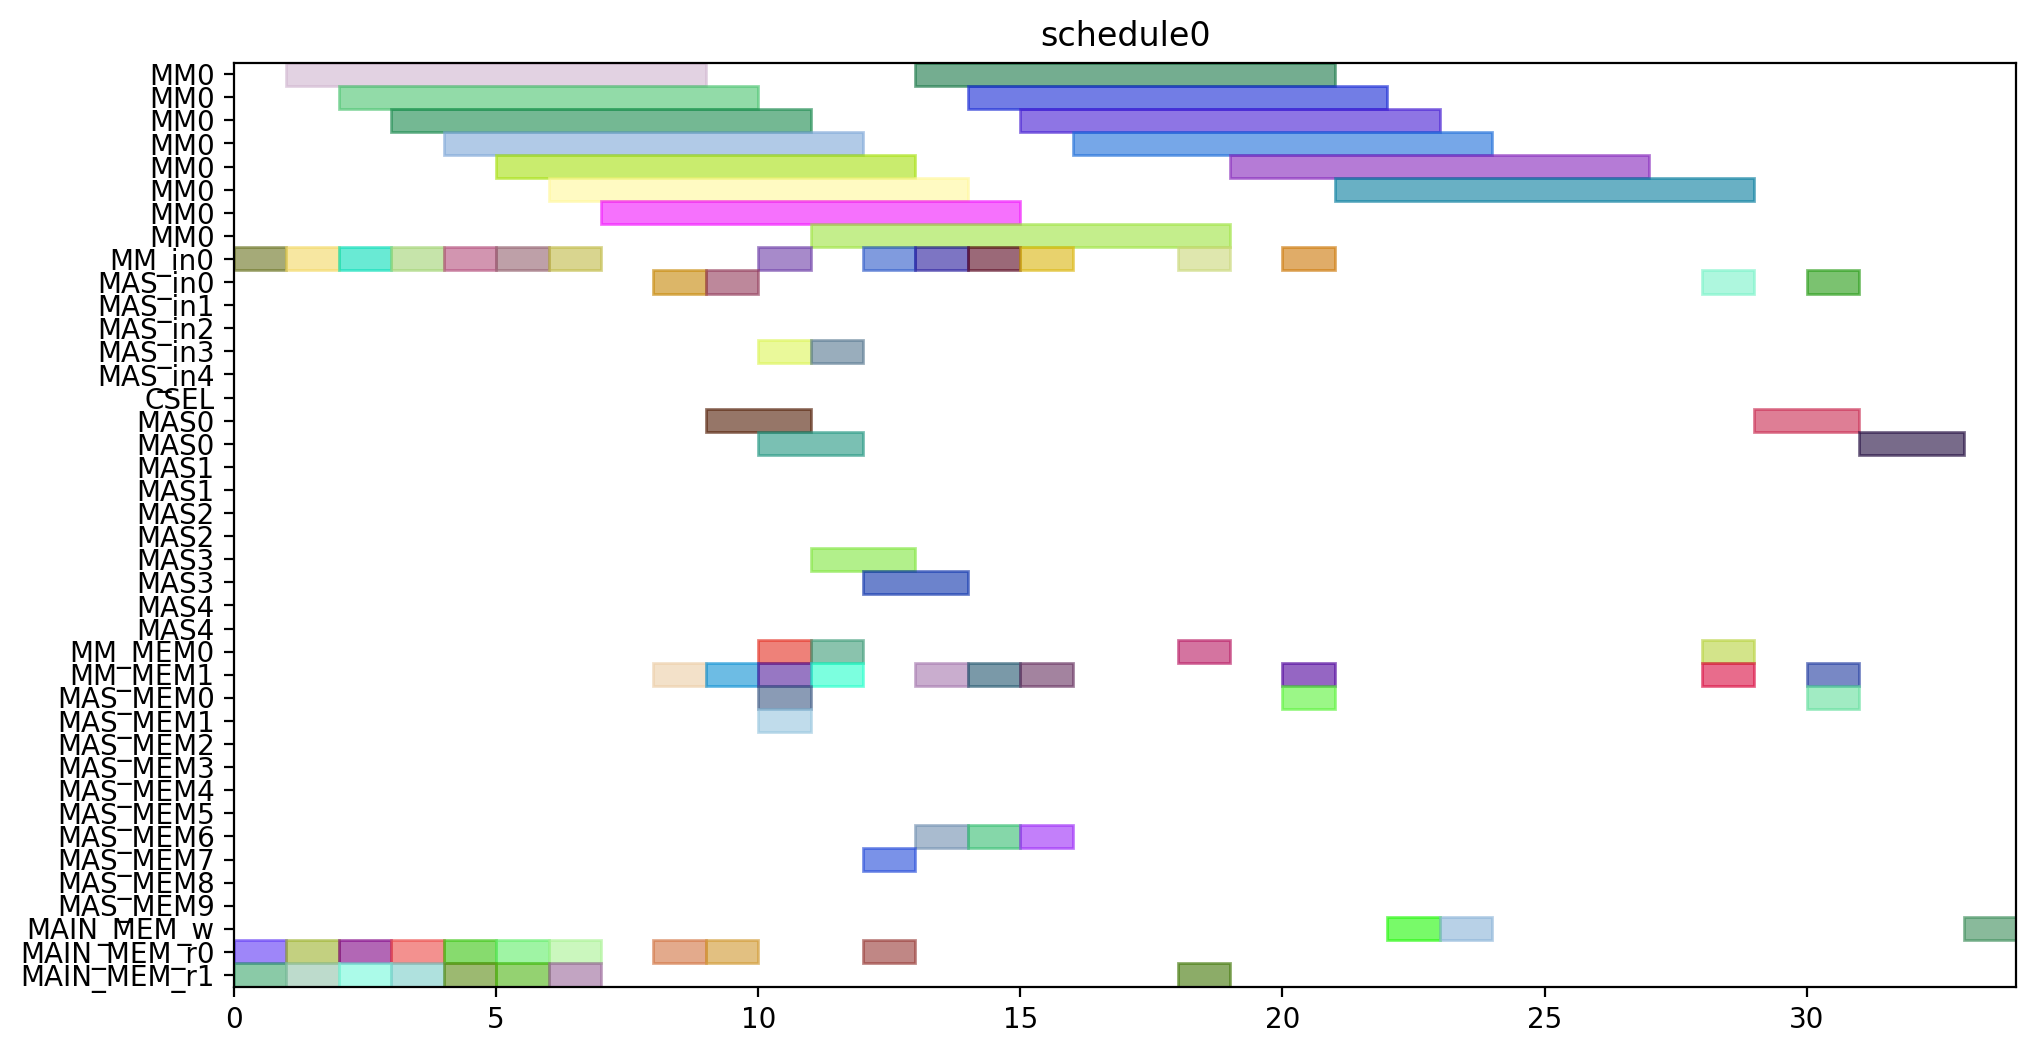 schedule0
MM0
MM0
MM0
MM0
MM0
MM0
MM0
MM0
MM_in0
MAS_in0
MAS_in1
MAS_in2
MAS_in3
MAS_in4
CSEL
MAS0
MAS0
MAS1
MAS1
MAS2
MAS2
MAS3
MAS3
MAS4
MAS4
MM_MEM0
MM_MEM1
MAS_MEM0
MAS_MEM1
MAS_MEM2
MAS_MEM3
MAS_MEM4
MAS_MEM5
MAS_MEM6
MAS_MEM7
MAS_MEM8
MAS_MEM9
MAIN_MEM_w
MAIN_MEM_r0
MAIN_MEM_r1
0 5 10 15 20 25 30